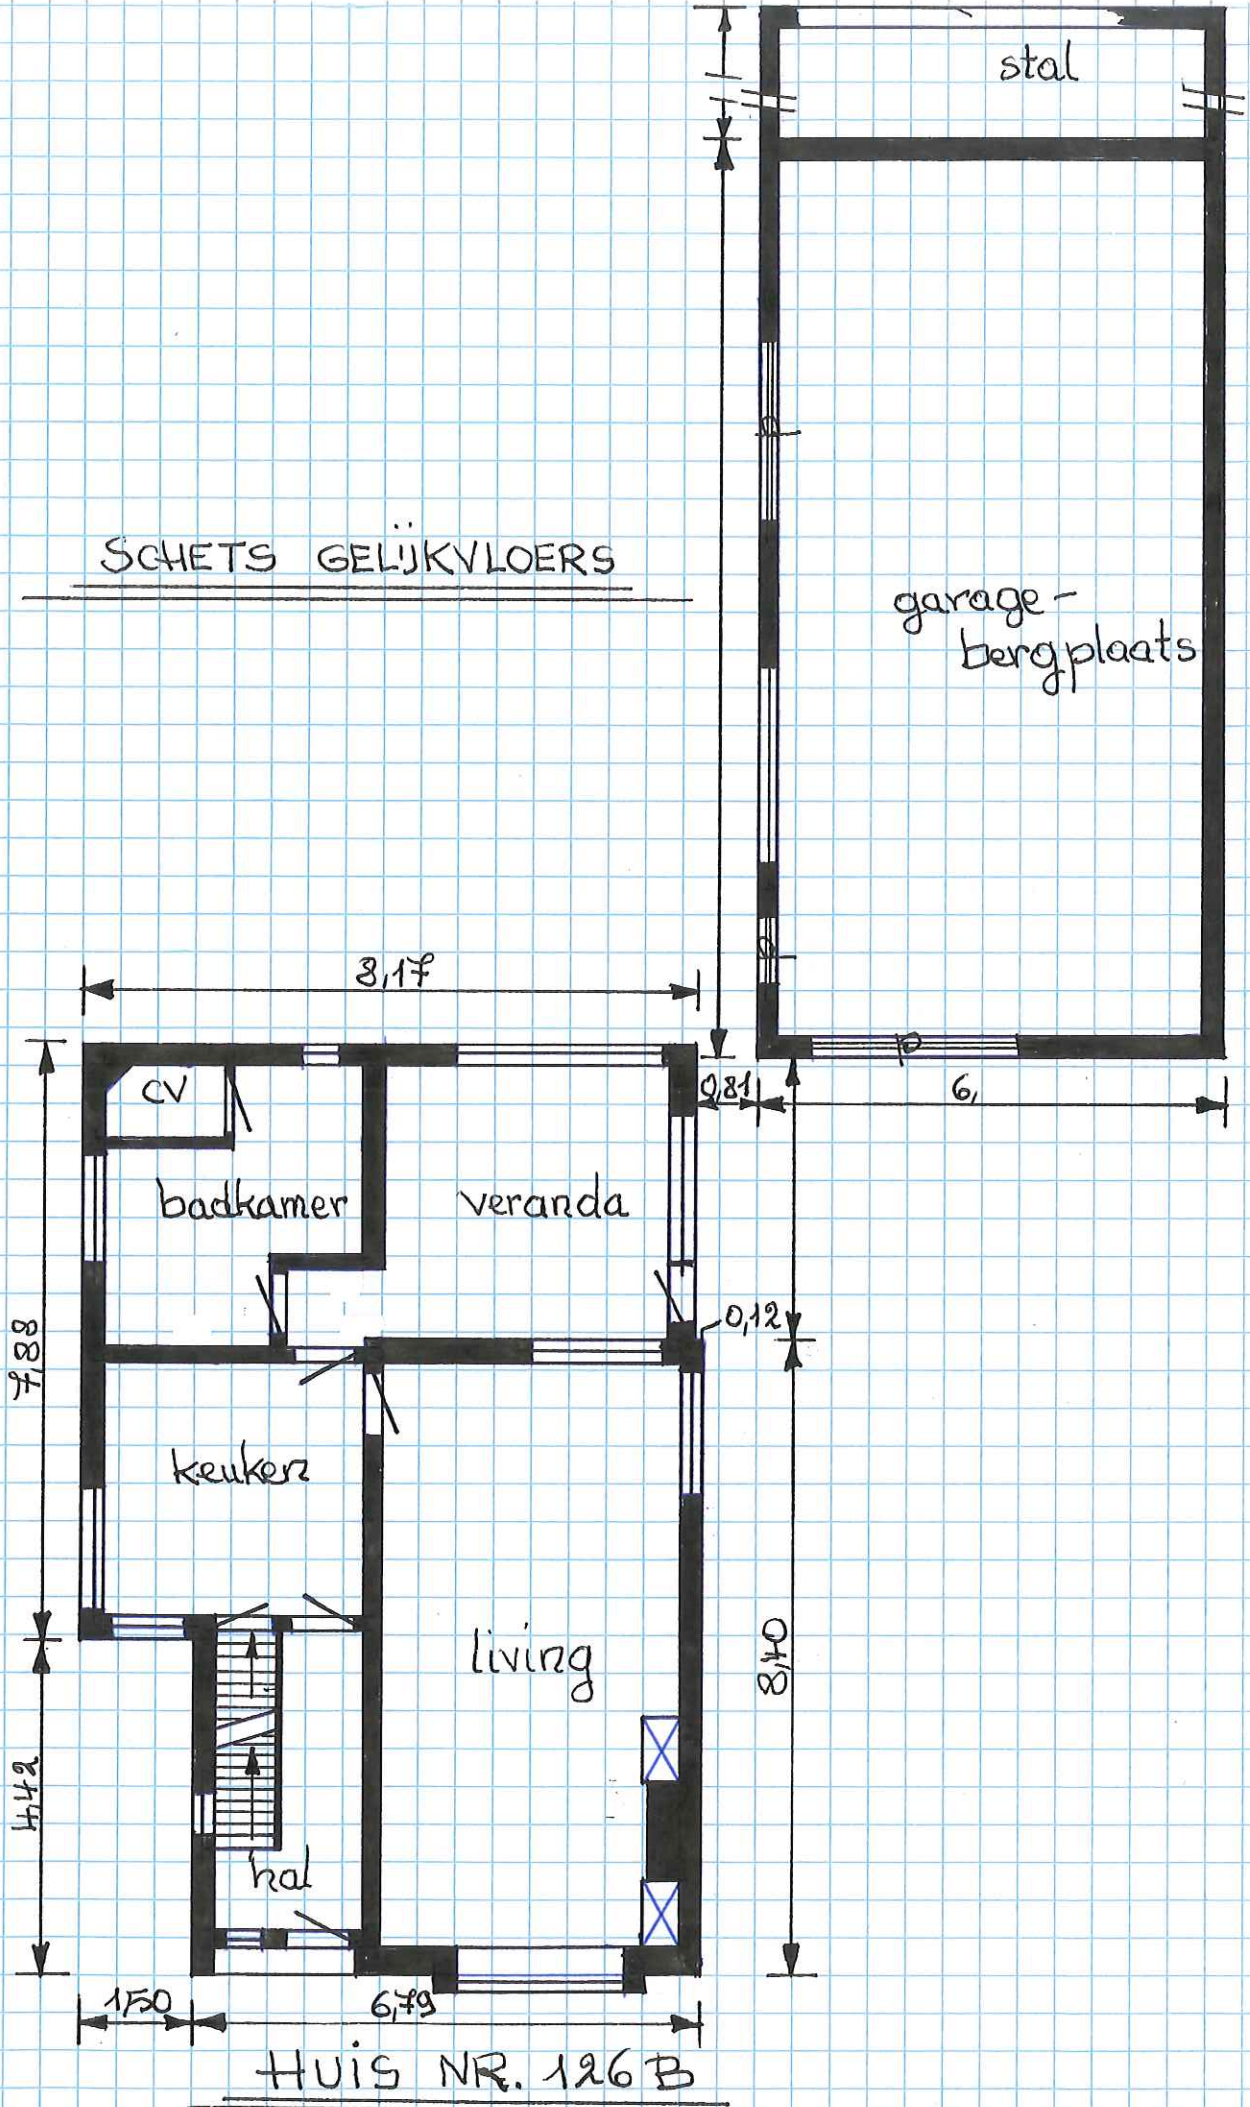 stal
SCHETS GELIJKVLOERS
garage-
bergplaats
8,17
CV
0,81
6,
badkamer
veranda
0,12
7,88
keuken
living
8,40
4,42
hal
1,50
6,79
HUIS NR. 126 B